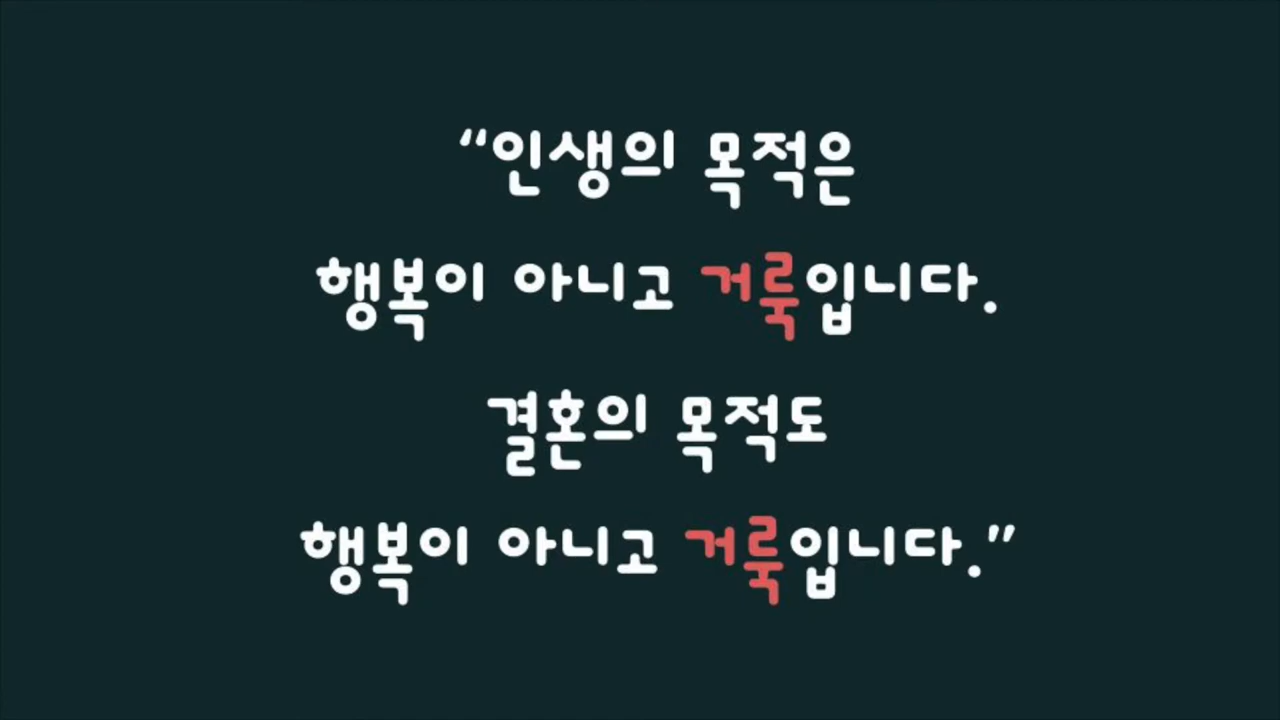 “인생의 목적은
행복이 아니고 거룩입니다.
결혼의 목적도
행복이 아니고 거룩입니다.”